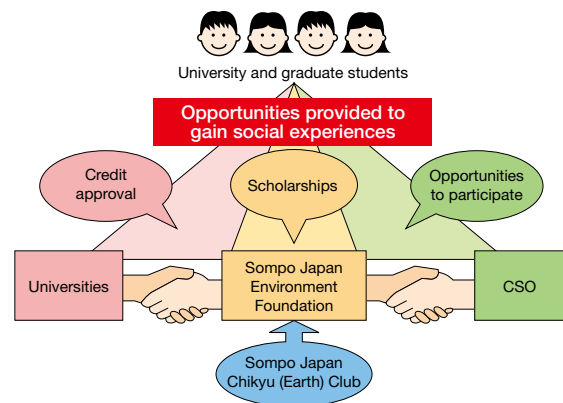 University and graduate students
Opportunities provided to
gain social experiences
Credit
approval
Scholarships
Opportunities
to participate
Universities
Sompo Japan
Environment
Foundation
CSO
Sompo Japan
Chikyu (Earth) Club